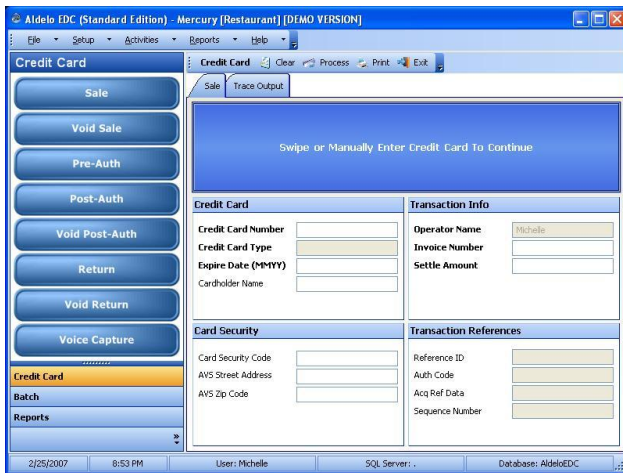 Aldelo EDC (Standard Edition) - Mercury [Restaurant] [DEMO VERSION]
File Setup Activities Reports Help
Credit Card
Credit Card Clear Process Print Exit
Sale Trace Output
Sale
Void Sale
Pre-Auth
Post-Auth
Void Post-Auth
Return
Void Return
Voice Capture
Credit Card
Batch
Reports
»
Swipe or Manually Enter Credit Card To Continue
Credit Card
Credit Card Number
Credit Card Type
Expire Date (MMYY)
Cardholder Name
Transaction Info
Operator Name Michelle
Invoice Number
Settle Amount
Card Security
Card Security Code
AVS Street Address
AVS Zip Code
Transaction References
Reference ID
Auth Code
Acq Ref Data
Sequence Number
2/25/2007 8:53 PM User: Michelle SQL Server: . Database: AldeloEDC